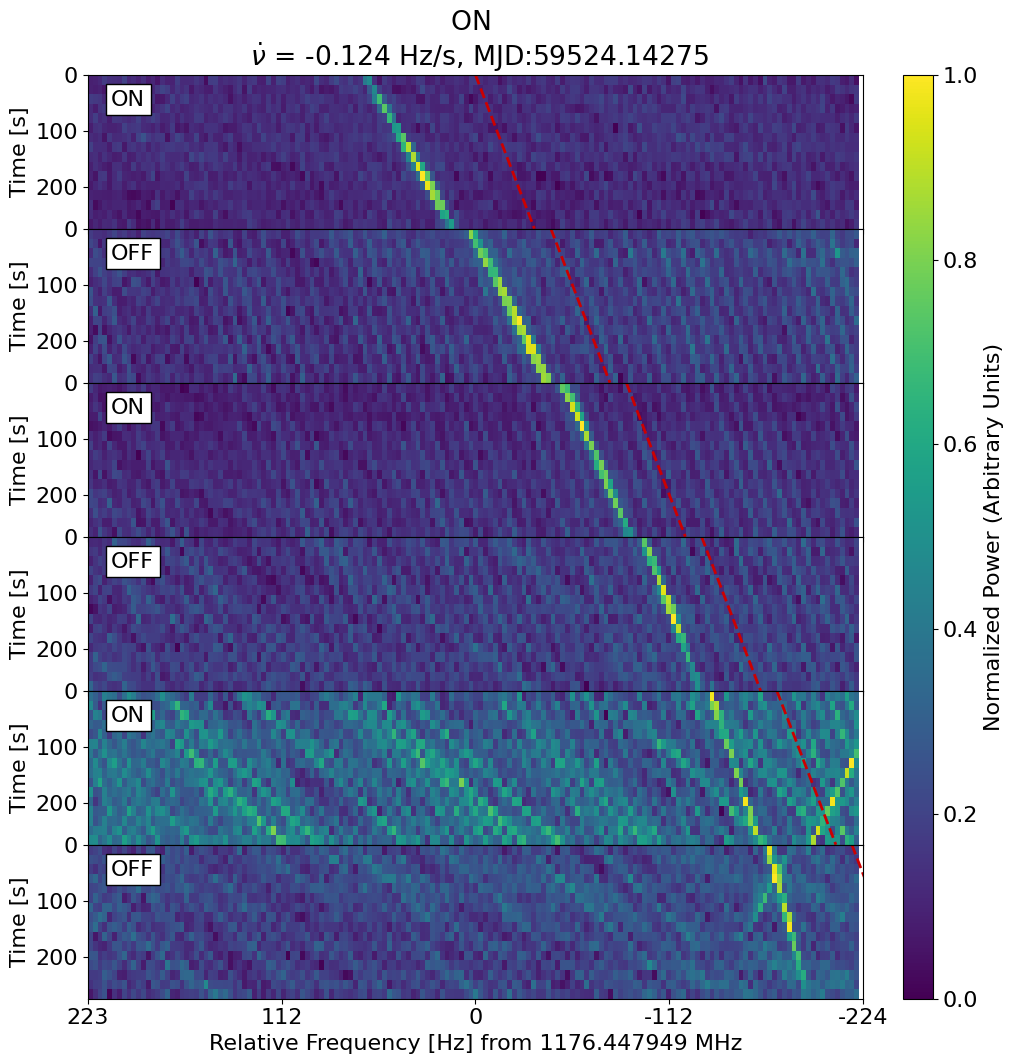 ON
ν̇ = -0.124 Hz/s, MJD:59524.14275
0
ON
100
Time [s]
200
0
OFF
100
Time [s]
200
0
ON
100
Time [s]
200
0
OFF
100
Time [s]
200
0
ON
100
Time [s]
200
0
OFF
100
Time [s]
200
223 112 0 -112 -224
Relative Frequency [Hz] from 1176.447949 MHz
1.0
0.8
0.6
0.4
0.2
0.0
Normalized Power (Arbitrary Units)